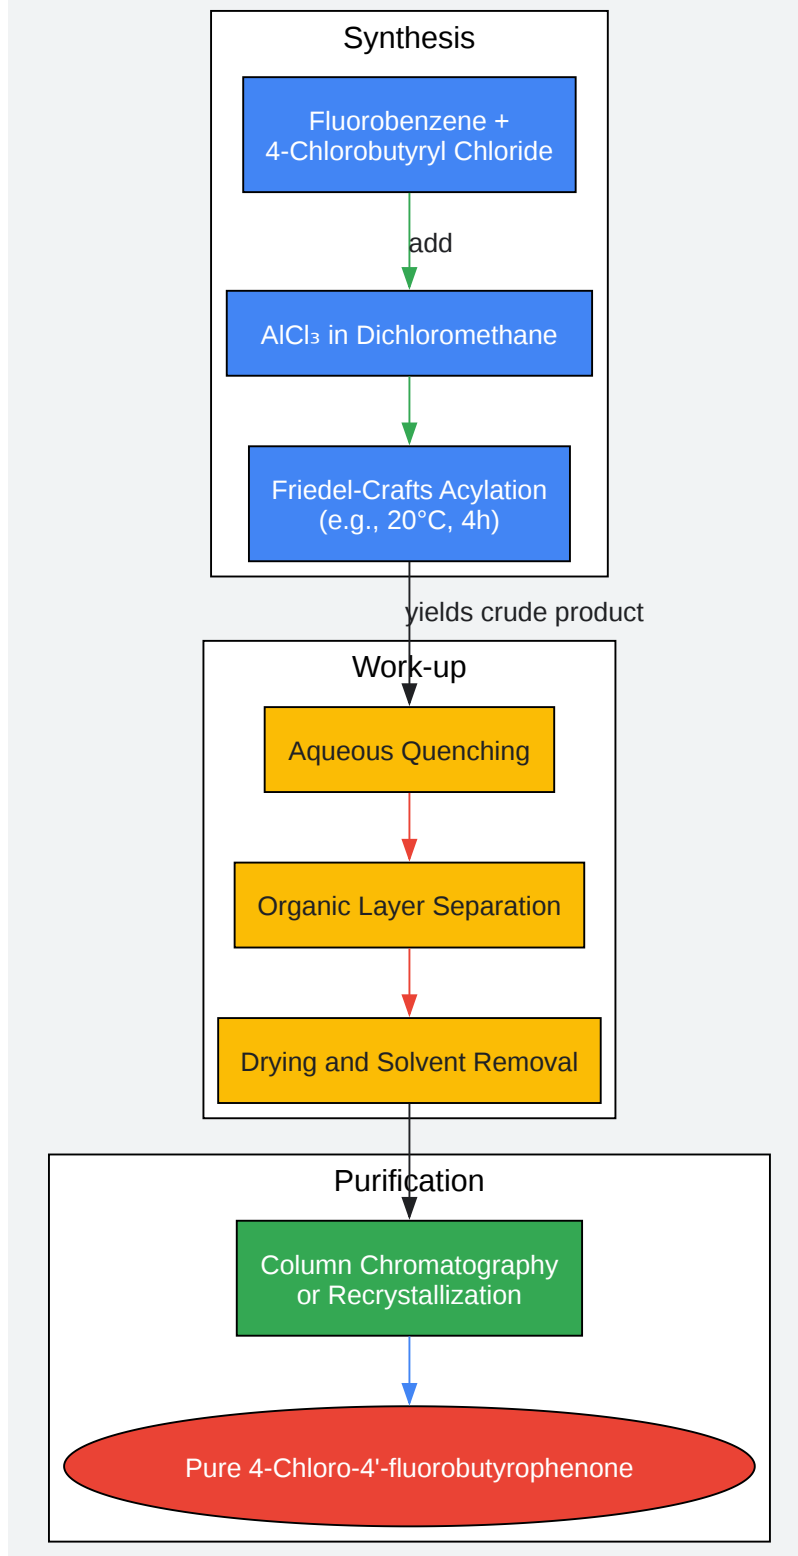 Synthesis
Fluorobenzene +
4-Chlorobutyryl Chloride
add
AlCl₃ in Dichloromethane
Friedel-Crafts Acylation
(e.g., 20°C, 4h)
yields crude product
Work-up
Aqueous Quenching
Organic Layer Separation
Drying and Solvent Removal
Purification
Column Chromatography
or Recrystallization
Pure 4-Chloro-4'-fluorobutyrophenone